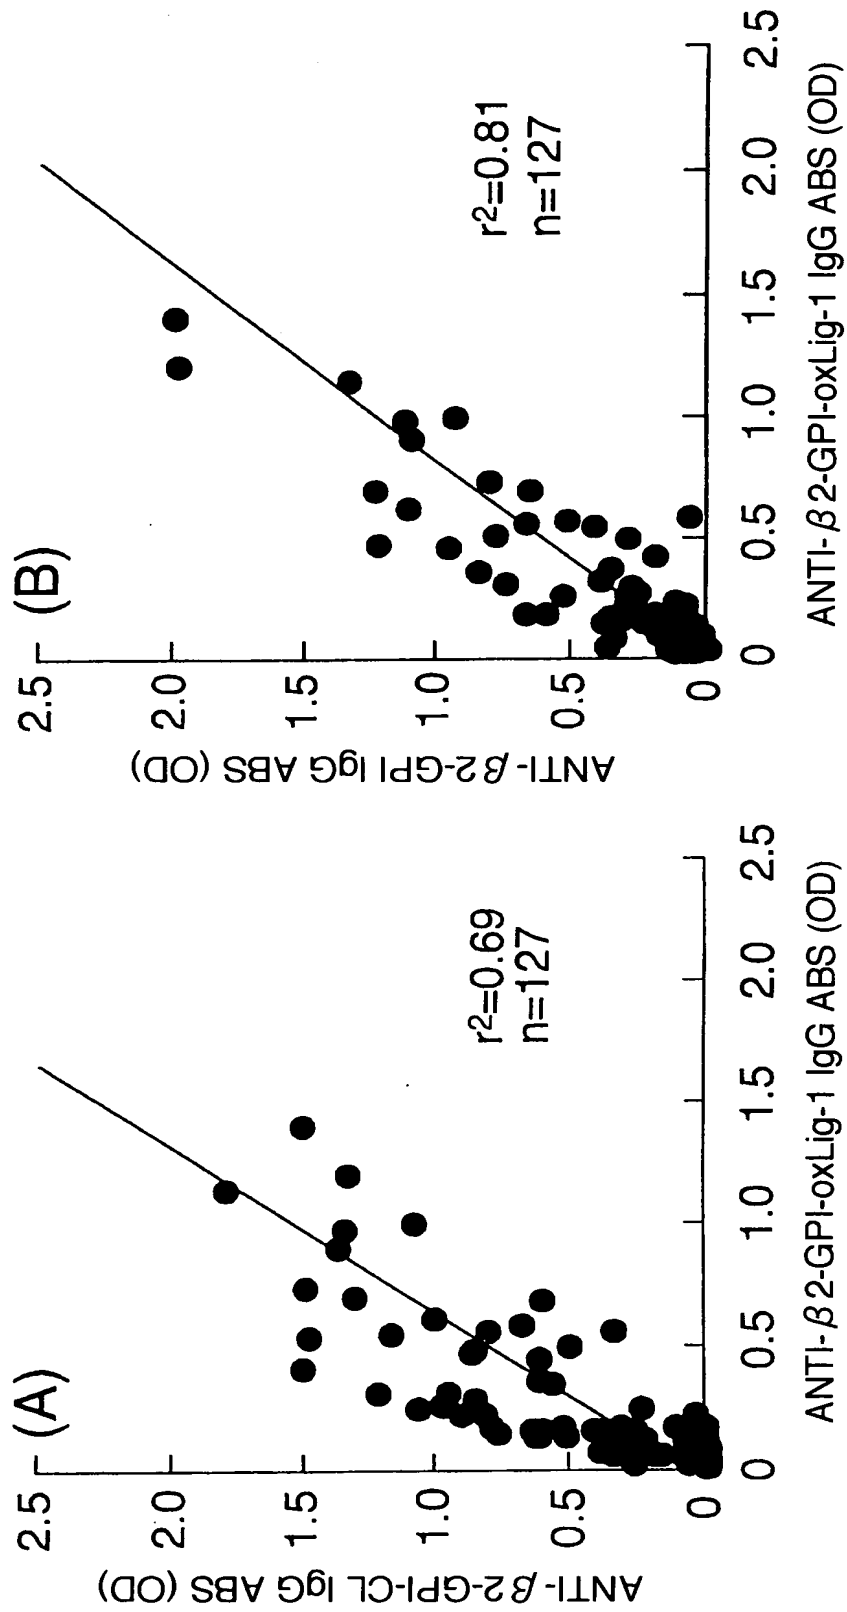 (A)
ANTI-β2-GPI-CL IgG ABS (OD)
2.5
2.0
1.5
1.0
0.5
0
r²=0.69
n=127
0
0.5
1.0
1.5
2.0
2.5
ANTI-β2-GPI-oxLig-1 IgG ABS (OD)
(B)
ANTI-β2-GPI IgG ABS (OD)
2.5
2.0
1.5
1.0
0.5
0
r²=0.81
n=127
0
0.5
1.0
1.5
2.0
2.5
ANTI-β2-GPI-oxLig-1 IgG ABS (OD)